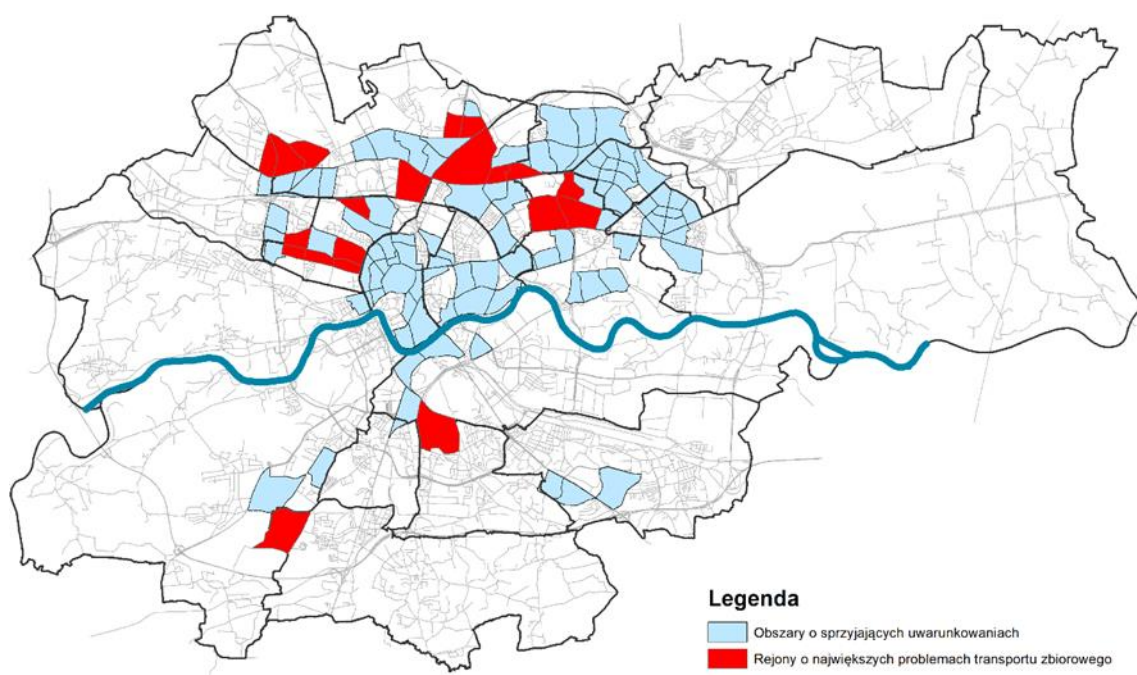 Legenda
Obszary o sprzyjających uwarunkowaniach
Rejony o największych problemach transportu zbiorowego